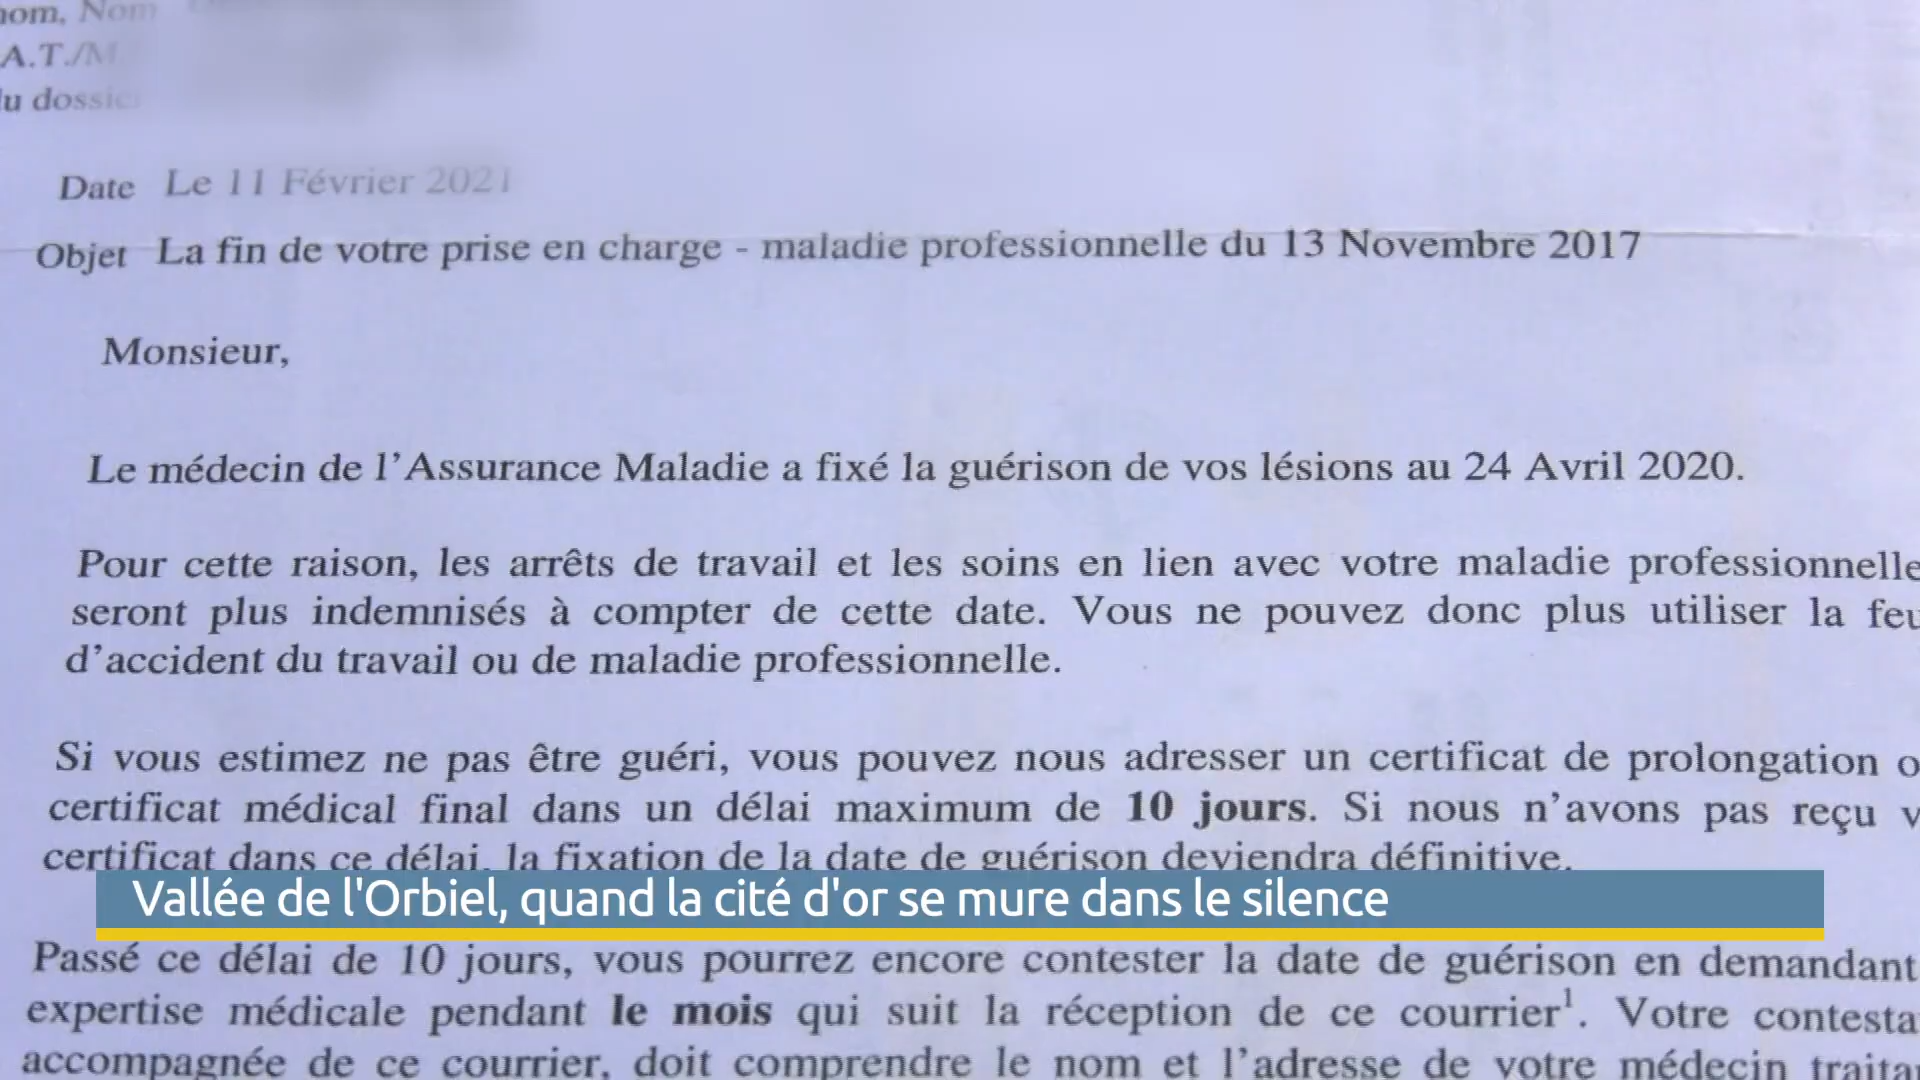 nom, Nom
A.T./M
du dossier
Date Le 11 Février 2021
Objet La fin de votre prise en charge - maladie professionnelle du 13 Novembre 2017
Monsieur,
Le médecin de l'Assurance Maladie a fixé la guérison de vos lésions au 24 Avril 2020.
Pour cette raison, les arrêts de travail et les soins en lien avec votre maladie professionnelle
seront plus indemnisés à compter de cette date. Vous ne pouvez donc plus utiliser la feu
d'accident du travail ou de maladie professionnelle.
Si vous estimez ne pas être guéri, vous pouvez nous adresser un certificat de prolongation o
certificat médical final dans un délai maximum de 10 jours. Si nous n'avons pas reçu v
certificat dans ce délai, la fixation de la date de guérison deviendra définitive.
Vallée de l'Orbiel, quand la cité d'or se mure dans le silence
Passé ce délai de 10 jours, vous pourrez encore contester la date de guérison en demandant
expertise médicale pendant le mois qui suit la réception de ce courrier¹. Votre contesta
accompagnée de ce courrier, doit comprendre le nom et l'adresse de votre médecin traita